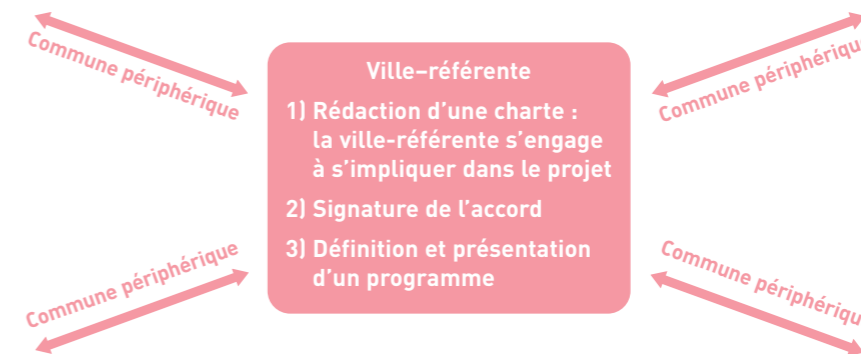 Commune périphérique
Commune périphérique
Ville–référente
1) Rédaction d’une charte :
la ville-référente s’engage
à s’impliquer dans le projet
2) Signature de l’accord
3) Définition et présentation
d’un programme
Commune périphérique
Commune périphérique